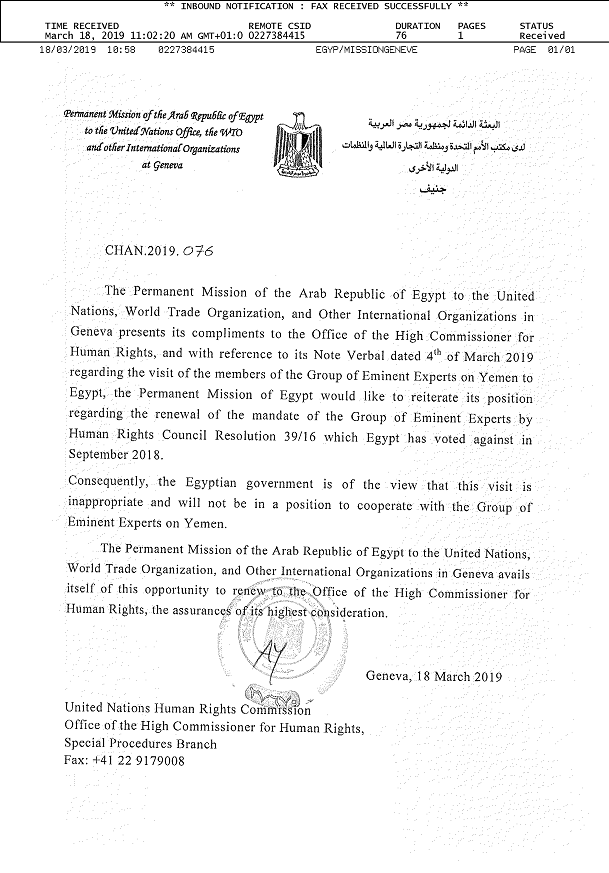 ** INBOUND NOTIFICATION : FAX RECEIVED SUCCESSFULLY **
TIME RECEIVED REMOTE CSID DURATION PAGES STATUS
March 18, 2019 11:02:20 AM GMT+01:0 0227384415 76 1 Received
18/03/2019 10:58 0227384415 EGYP/MISSIONGENEVE PAGE 01/01
Permanent Mission of the Arab Republic of Egypt
to the United Nations Office, the WTO
and other International Organizations
at Geneva
البعثة الدائمة لجمهورية مصر العربية
لدى مكتب الأمم المتحدة ومنظمة التجارة العالمية والمنظمات
الدولية الأخرى
جنيف
CHAN.2019.076
The Permanent Mission of the Arab Republic of Egypt to the United
Nations, World Trade Organization, and Other International Organizations in
Geneva presents its compliments to the Office of the High Commissioner for
Human Rights, and with reference to its Note Verbal dated 4th of March 2019
regarding the visit of the members of the Group of Eminent Experts on Yemen to
Egypt, the Permanent Mission of Egypt would like to reiterate its position
regarding the renewal of the mandate of the Group of Eminent Experts by
Human Rights Council Resolution 39/16 which Egypt has voted against in
September 2018.
Consequently, the Egyptian government is of the view that this visit is
inappropriate and will not be in a position to cooperate with the Group of
Eminent Experts on Yemen.
The Permanent Mission of the Arab Republic of Egypt to the United Nations,
World Trade Organization, and Other International Organizations in Geneva avails
itself of this opportunity to renew to the Office of the High Commissioner for
Human Rights, the assurances of its highest consideration.
AY
Geneva, 18 March 2019
United Nations Human Rights Commission
Office of the High Commissioner for Human Rights,
Special Procedures Branch
Fax: +41 22 9179008